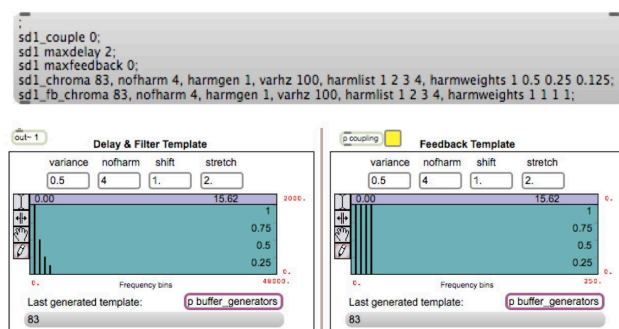 ;
sd1_couple 0;
sd1 maxdelay 2;
sd1 maxfeedback 0;
sd1_chroma 83, nofharm 4, harmgen 1, varhz 100, harmlist 1 2 3 4, harmweights 1 0.5 0.25 0.125;
sd1_fb_chroma 83, nofharm 4, harmgen 1, varhz 100, harmlist 1 2 3 4, harmweights 1 1 1 1;
out~ 1
Delay & Filter Template
variance nofharm shift stretch
0.5 4 1. 2.
0.00 15.62 2000.
1
0.75
0.5
0.25
0.
0. Frequency bins 48000.
Last generated template: p buffer_generators
83
p coupling
Feedback Template
variance nofharm shift stretch
0.5 4 1. 2.
0.00 15.62 0.
1
0.75
0.5
0.25
0.
0. Frequency bins 250.
Last generated template: p buffer_generators
83